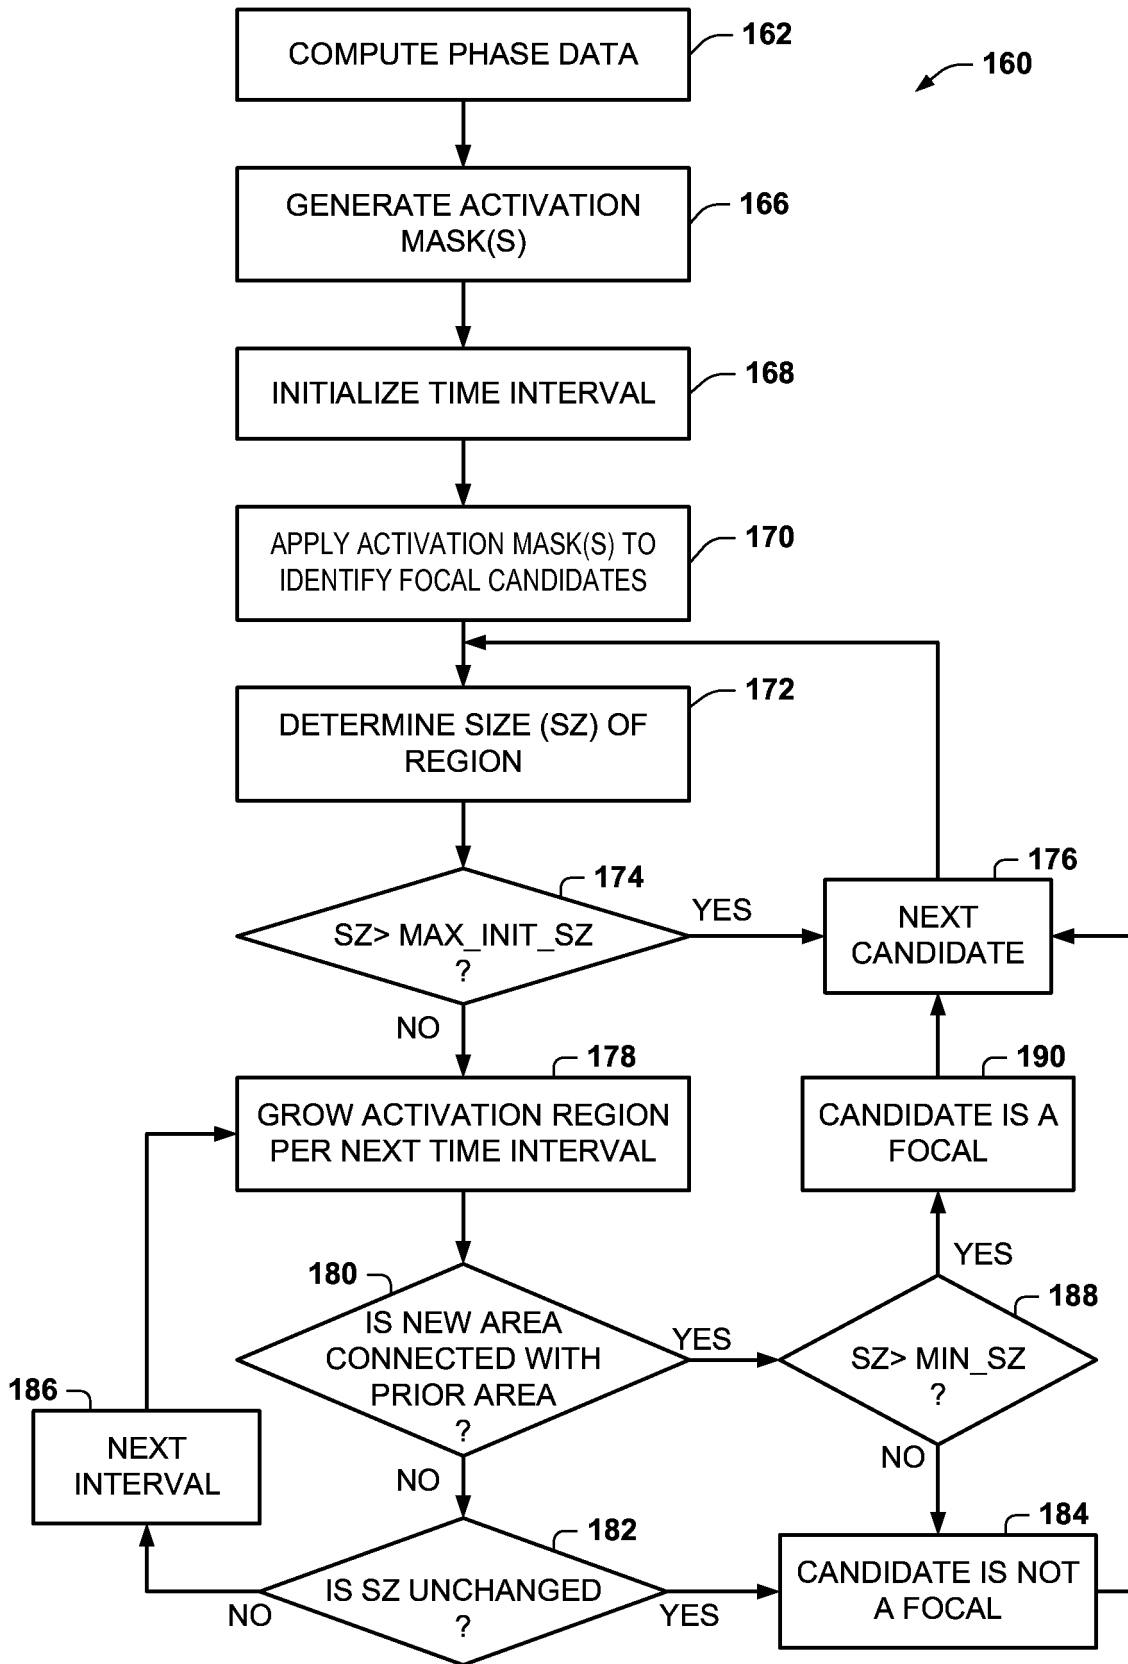 COMPUTE PHASE DATA
162
160
GENERATE ACTIVATION
MASK(S)
166
INITIALIZE TIME INTERVAL
168
APPLY ACTIVATION MASK(S) TO
IDENTIFY FOCAL CANDIDATES
170
DETERMINE SIZE (SZ) OF
REGION
172
SZ> MAX_INIT_SZ
?
174
YES
NO
NEXT
CANDIDATE
176
GROW ACTIVATION REGION
PER NEXT TIME INTERVAL
178
CANDIDATE IS A
FOCAL
190
IS NEW AREA
CONNECTED WITH
PRIOR AREA
?
180
YES
NO
SZ> MIN_SZ
?
188
YES
NO
NEXT
INTERVAL
186
IS SZ UNCHANGED
?
182
NO
YES
CANDIDATE IS NOT
A FOCAL
184